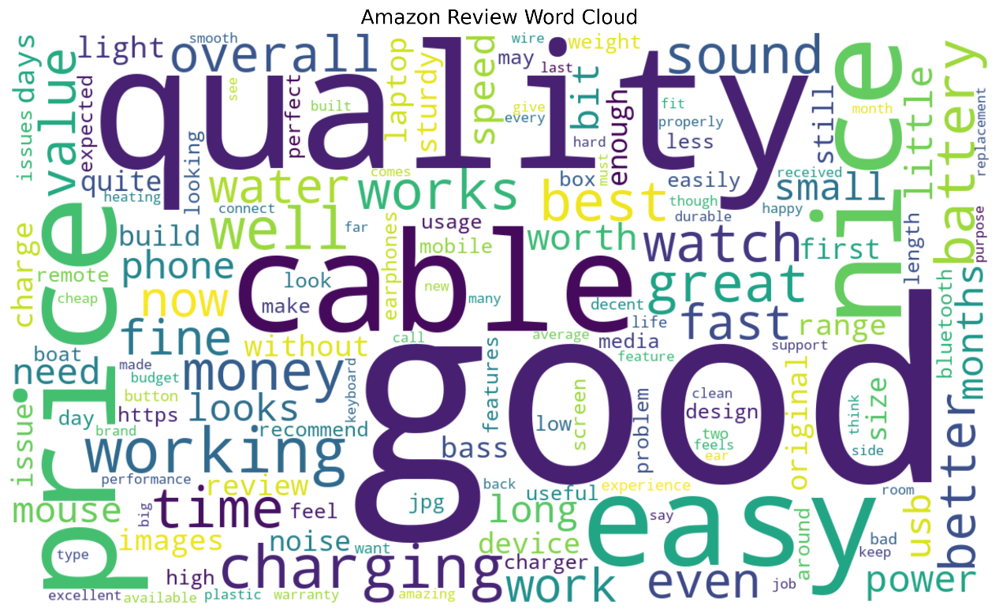 Amazon Review Word Cloud
smooth
wire
weight
light
overall
sound
may
last
days
value
expected
quality
see
perfect
built
laptop
sturdy
speed
give
every
bit
enough
fit
properly
less
hard
must
still
month
nice
little
battery
replacement
issues
quite
looking
heating
water
comes
works
box
easily
received
small
best
though
durable
happy
connect
well
far
usage
build
charge
price
phone
remote
cheap
mobile
earphones
worth
watch
first
length
purpose
look
make
cable
new
many
decent
great
now
fine
life
fast
range
bluetooth
months
without
call
average
media
support
boat
need
made
budget
money
keyboard
feature
features
button
https
day
looks
good
low
screen
problem
clean
design
original
think
size
issue
brand
recommend
two
feels
ear
side
working
bass
performance
review
back
useful
experience
room
better
mouse
time
big
feel
jpg
long
easy
say
around
usb
images
noise
want
device
bad
keep
type
high
charging
charger
work
even
job
power
excellent
available
plastic
warranty
amazing